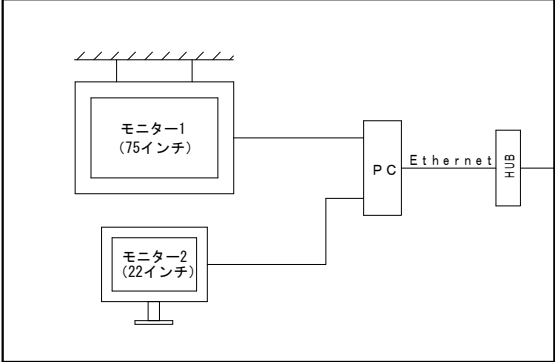 モニター1
(75インチ)
PC
Ethernet
HUB
モニター2
(22インチ)